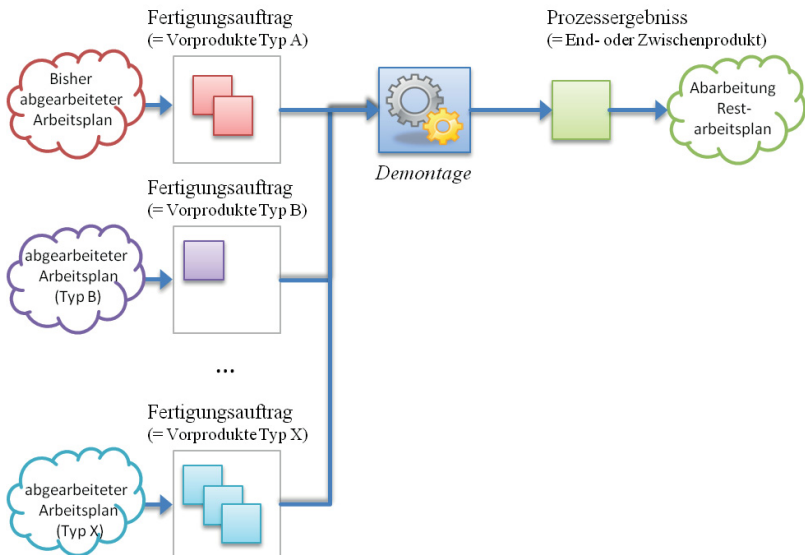 Fertigungsauftrag
(= Vorprodukte Typ A)
Prozessergebniss
(= End- oder Zwischenprodukt)
Bisher
abgearbeiteter
Arbeitsplan
Abarbeitung
Rest-
arbeitsplan
Demontage
Fertigungsauftrag
(= Vorprodukte Typ B)
abgearbeiteter
Arbeitsplan
(Typ B)
...
Fertigungsauftrag
(= Vorprodukte Typ X)
abgearbeiteter
Arbeitsplan
(Typ X)